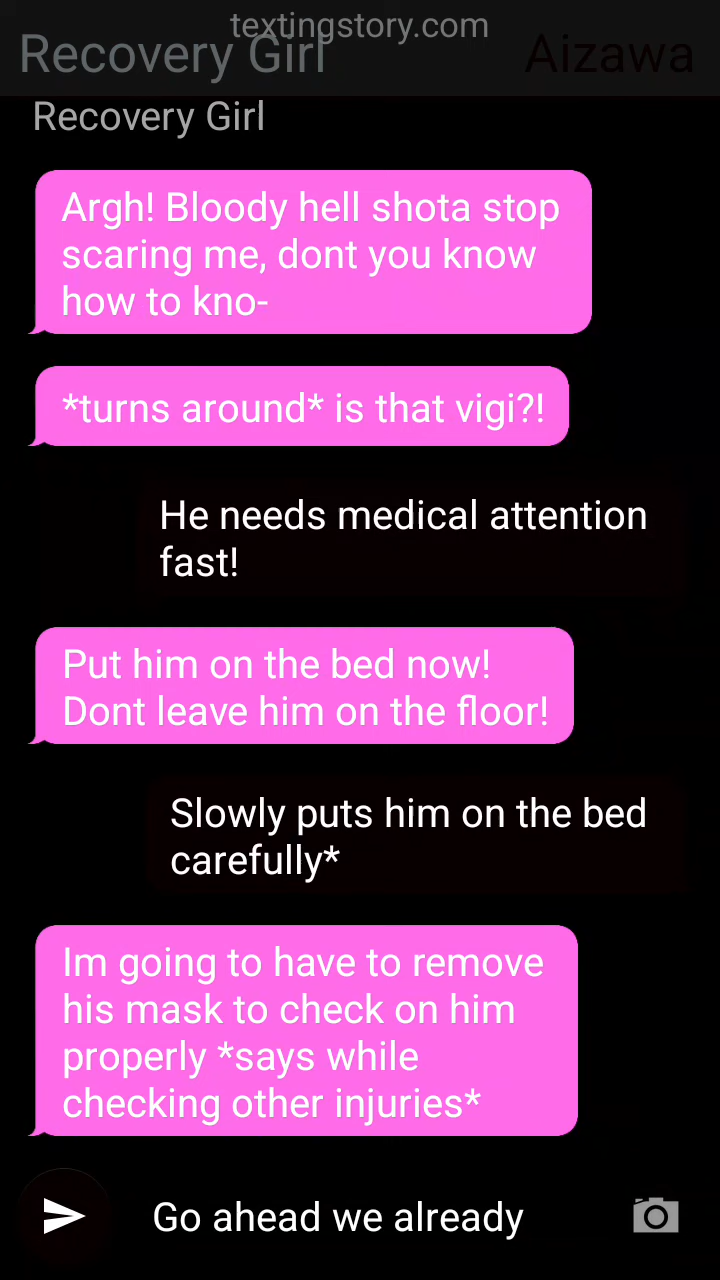 textingstory.com
Recovery Girl
Aizawa
Recovery Girl
Argh! Bloody hell shota stop
scaring me, dont you know
how to kno-
*turns around* is that vigi?!
He needs medical attention
fast!
Put him on the bed now!
Dont leave him on the floor!
Slowly puts him on the bed
carefully*
Im going to have to remove
his mask to check on him
properly *says while
checking other injuries*
Go ahead we already